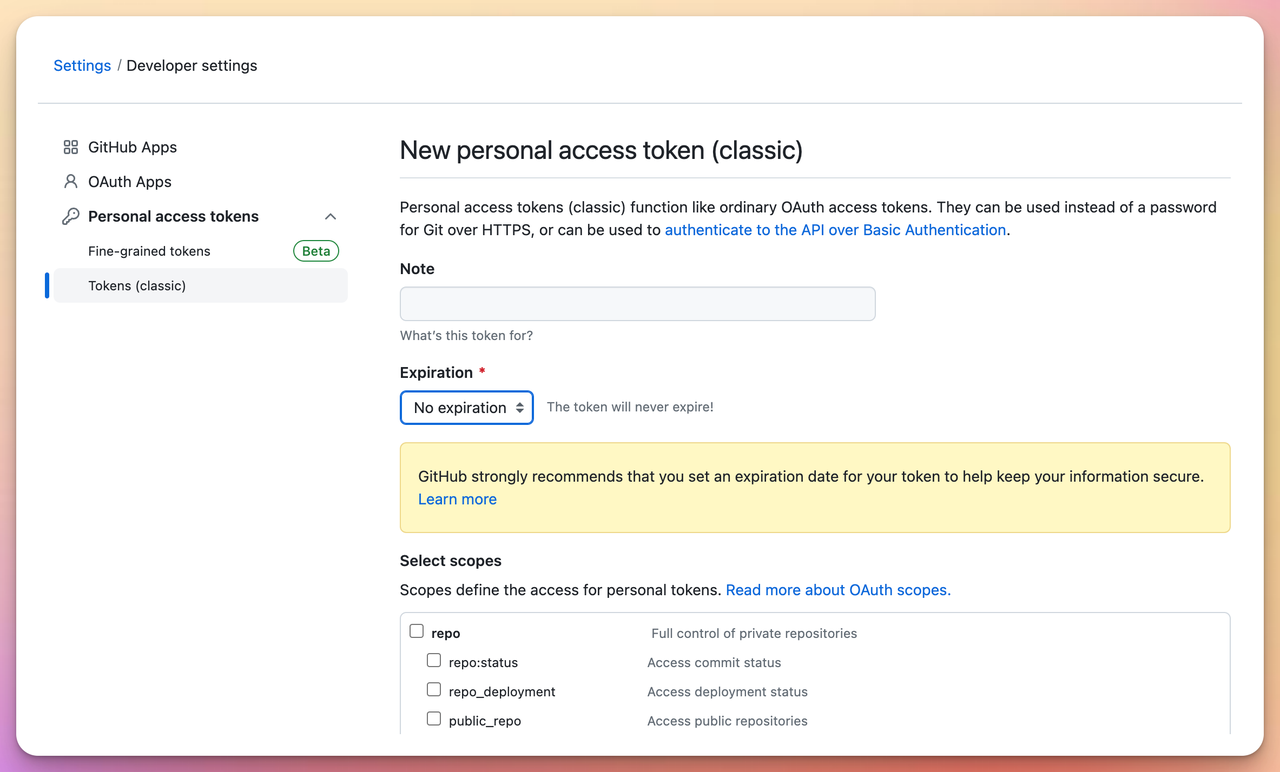 Settings / Developer settings
GitHub Apps
OAuth Apps
Personal access tokens
Fine-grained tokens Beta
Tokens (classic)
New personal access token (classic)
Personal access tokens (classic) function like ordinary OAuth access tokens. They can be used instead of a password
for Git over HTTPS, or can be used to authenticate to the API over Basic Authentication.
Note
What's this token for?
Expiration *
No expiration The token will never expire!
GitHub strongly recommends that you set an expiration date for your token to help keep your information secure.
Learn more
Select scopes
Scopes define the access for personal tokens. Read more about OAuth scopes.
repo Full control of private repositories
repo:status Access commit status
repo_deployment Access deployment status
public_repo Access public repositories